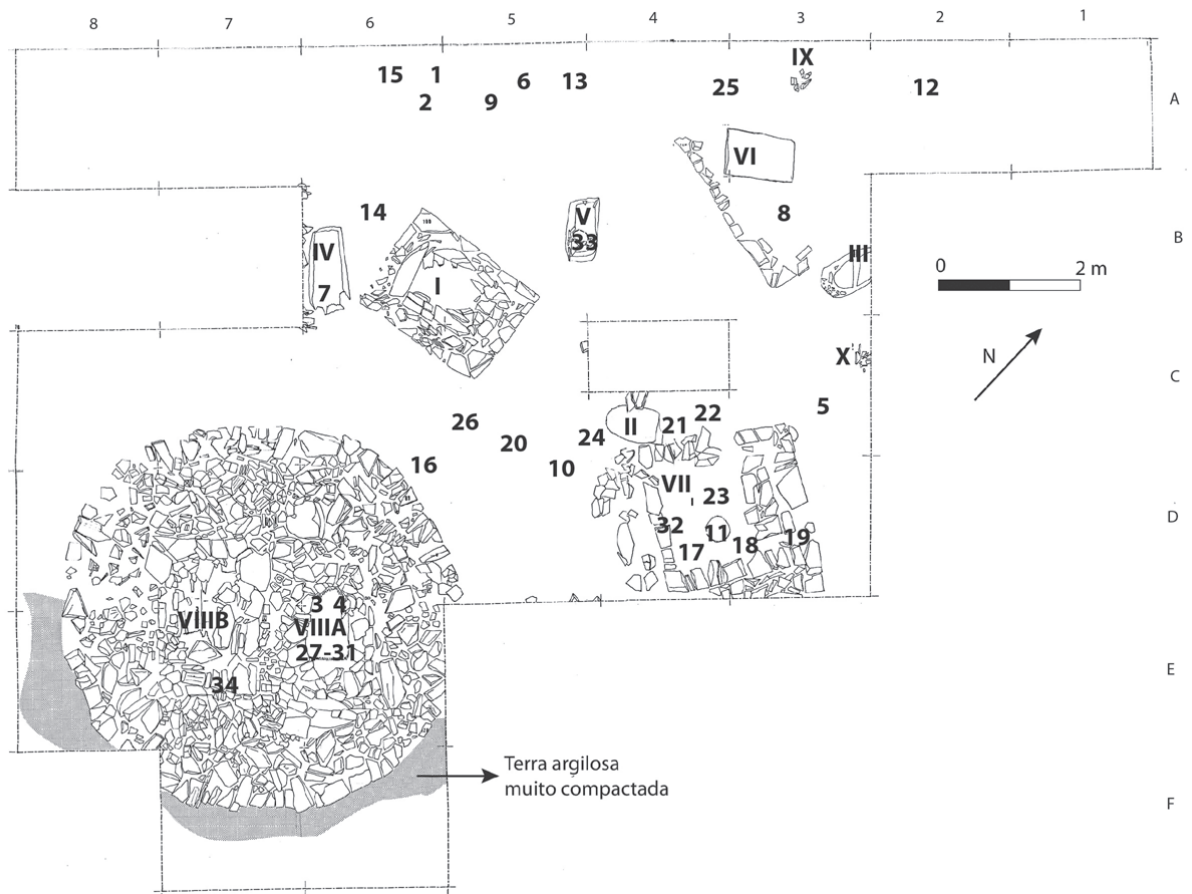 8 7 6 5 4 3 2 1
IX
15 1 6 13 25 12 A
2 9
VI
14 V 8 B
33
IV III
7 I 0 2 m
N
X C
5
26 II 21 22
20 24
16 10
VII 23 D
32 11 18 19
17
3 4
VIIIB VIIIA
27-31 E
34
Terra argilosa
muito compactada
F